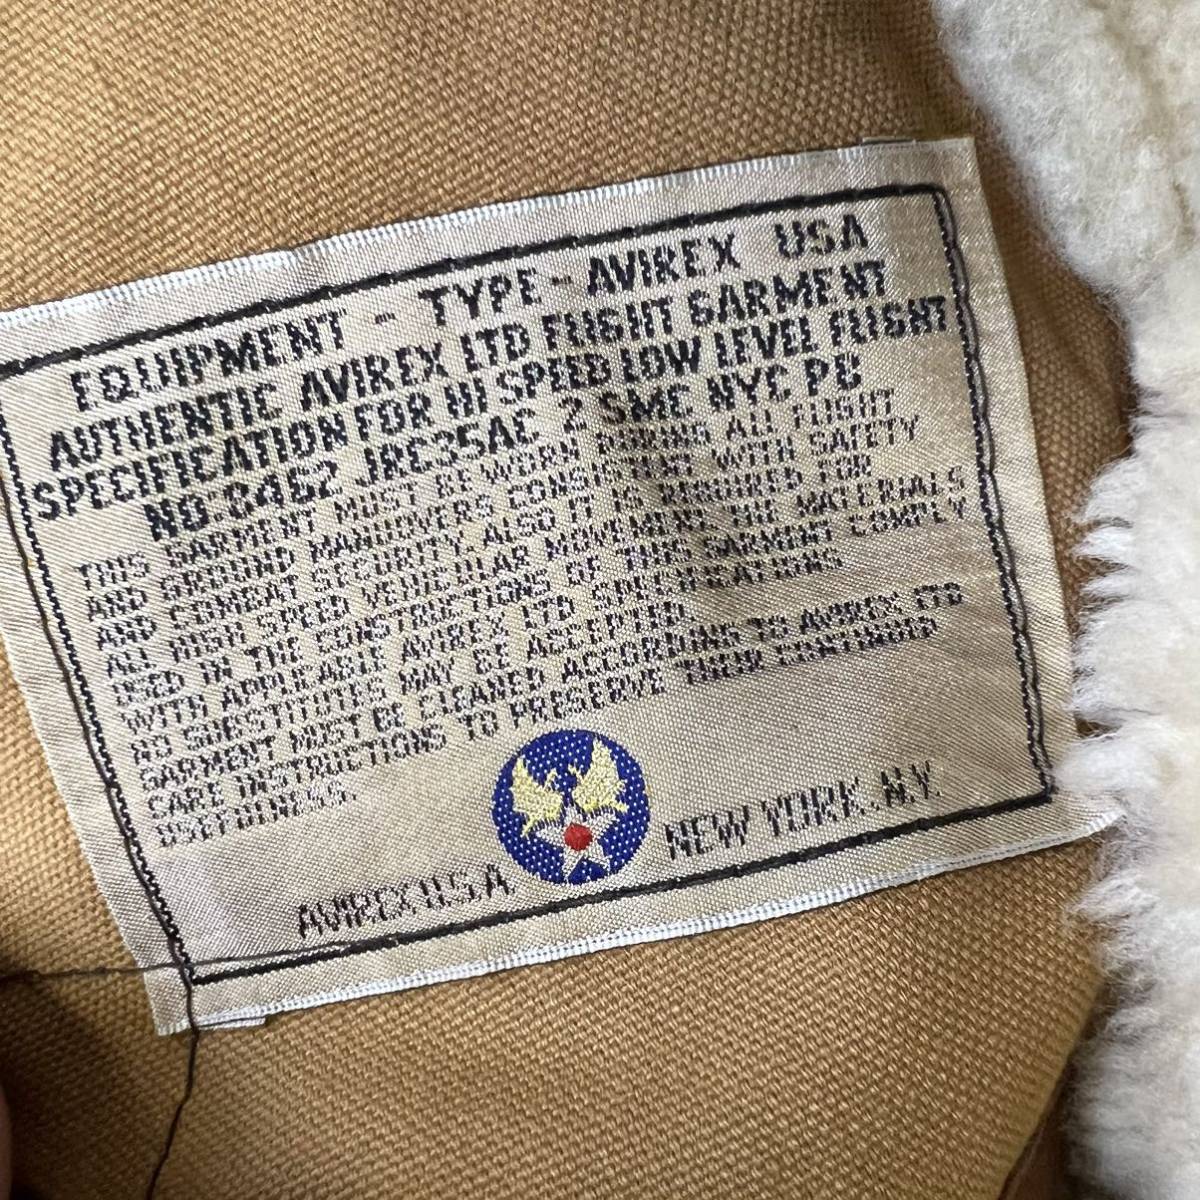 EQUIPMENT - TYPE - AVIREX USA
AUTHENTIC AVIREX LTD FLIGHT GARMENT
SPECIFICATION FOR HI SPEED LOW LEVEL FLIGHT
NO:8462 JRC35AC 2 SMC NYC PB
THIS GARMENT MUST BE WORN DURING ALL FLIGHT
AND GROUND MANUOVERS CONSISTENT WITH SAFETY
AND COMBAT SECURITY. ALSO IT IS REQUIRED FOR
ALL HIGH SPEED VEHICULAR MOVEMENT. THE MATERIALS
USED IN THE CONSTRUCTIONS OF THIS GARMENT COMPLY
WITH APPLICABLE AVIREX LTD SPECIFICATIONS
NO SUBSTITUTES MAY BE ACCEPTED.
GARMENT MUST BE CLEANED ACCORDING TO AVIREX LTD
CARE INSTRUCTIONS TO PRESERVE THEIR CONTINUED
USEFULNESS.
AVIREX U.S.A NEW YORK. N.Y.